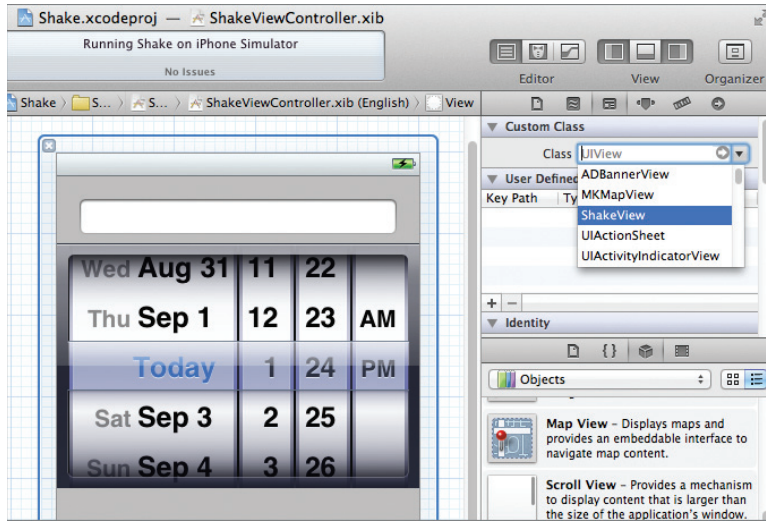 Shake.xcodeproj — ShakeViewController.xib
Running Shake on iPhone Simulator
No Issues
Editor View Organizer
Shake S... S... ShakeViewController.xib (English) View
Custom Class
Class UIView
ADBannerView
MKMapView
ShakeView
UIActionSheet
UIActivityIndicatorView
User Defined
Key Path Ty
+ −
Identity
Wed Aug 31 11 22
Thu Sep 1 12 23 AM
Today 1 24 PM
Sat Sep 3 2 25
Sun Sep 4 3 26
{ }
Objects
Map View – Displays maps and
provides an embeddable interface to
navigate map content.
Scroll View – Provides a mechanism
to display content that is larger than
the size of the application's window.